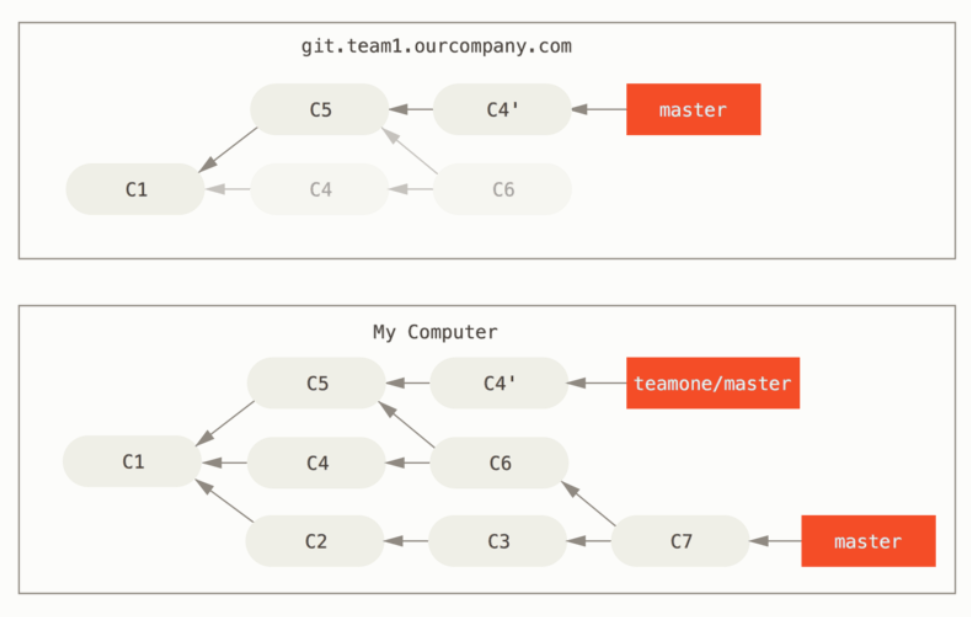 git.team1.ourcompany.com
C5
C4'
master
C1
C4
C6
My Computer
C5
C4'
teamone/master
C1
C4
C6
C2
C3
C7
master